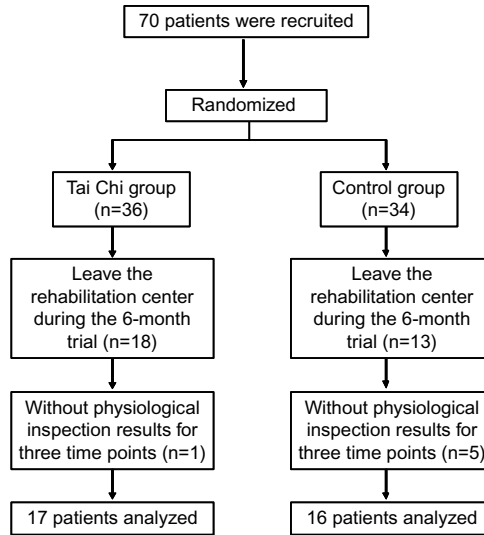 70 patients were recruited
Randomized
Tai Chi group
(n=36)
Control group
(n=34)
Leave the
rehabilitation center
during the 6-month
trial (n=18)
Leave the
rehabilitation center
during the 6-month
trial (n=13)
Without physiological
inspection results for
three time points (n=1)
Without physiological
inspection results for
three time points (n=5)
17 patients analyzed
16 patients analyzed